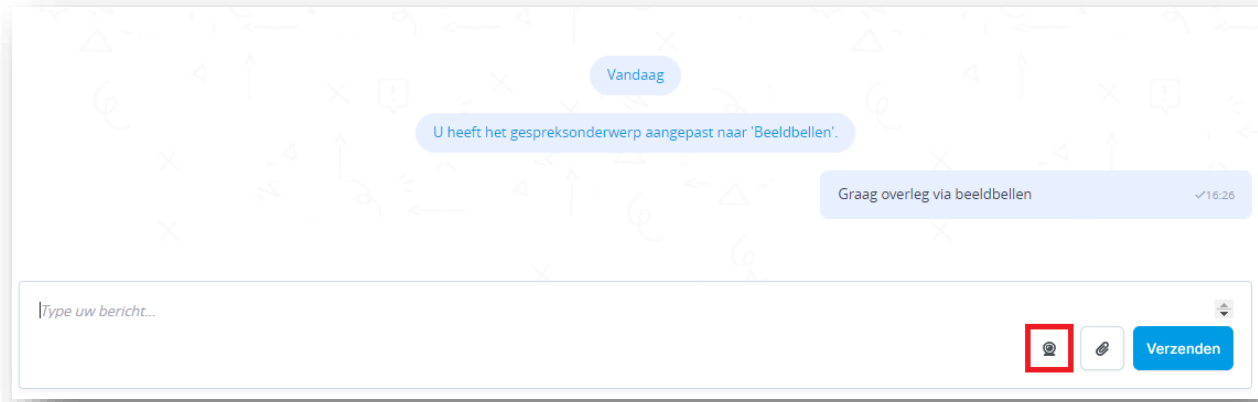 Vandaag
U heeft het gespreksonderwerp aangepast naar 'Beeldbellen'.
Graag overleg via beeldbellen ✓16:26
Type uw bericht...
Verzenden